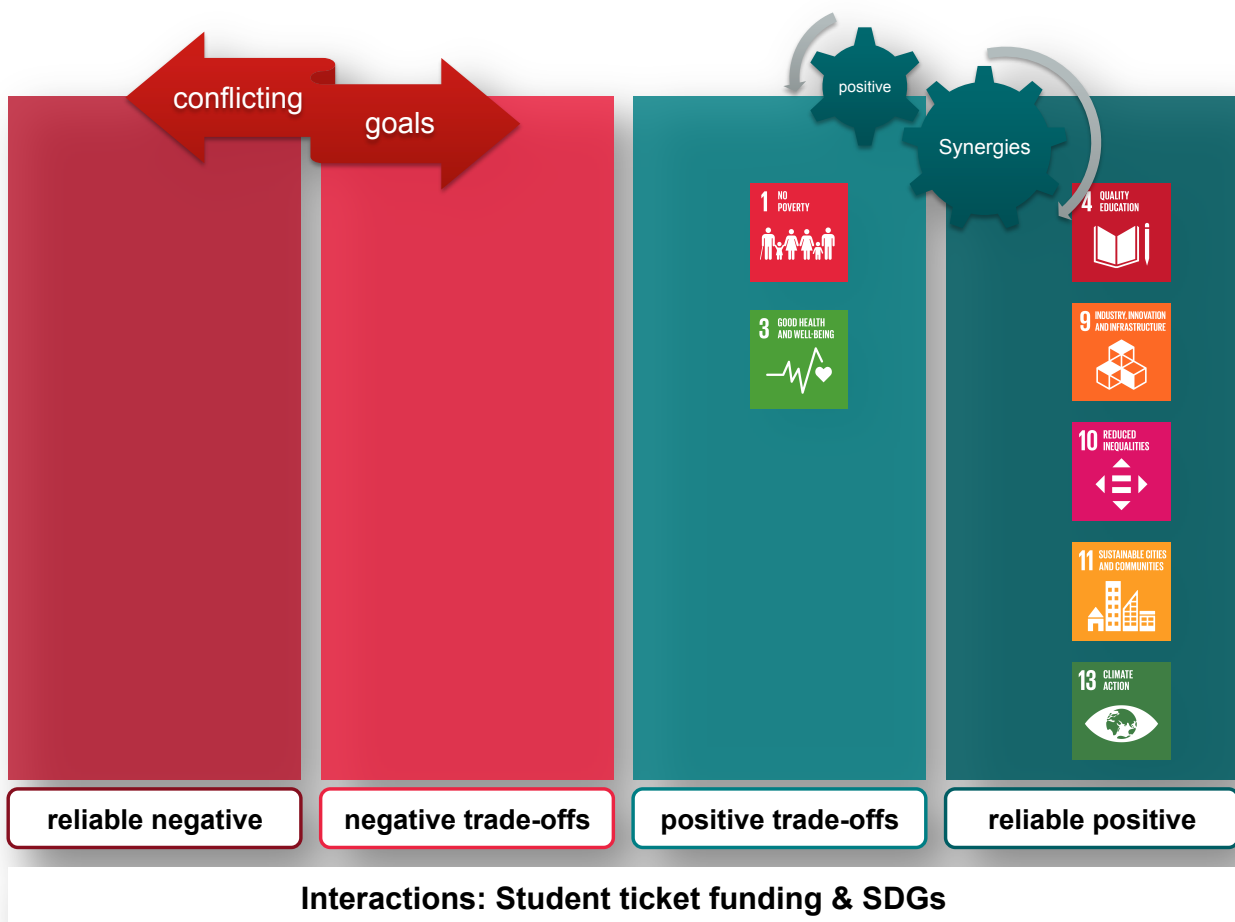 conflicting
goals
positive
Synergies
1 NO
POVERTY
3 GOOD HEALTH
AND WELL-BEING
4 QUALITY
EDUCATION
9 INDUSTRY, INNOVATION
AND INFRASTRUCTURE
10 REDUCED
INEQUALITIES
11 SUSTAINABLE CITIES
AND COMMUNITIES
13 CLIMATE
ACTION
reliable negative
negative trade-offs
positive trade-offs
reliable positive
Interactions: Student ticket funding & SDGs